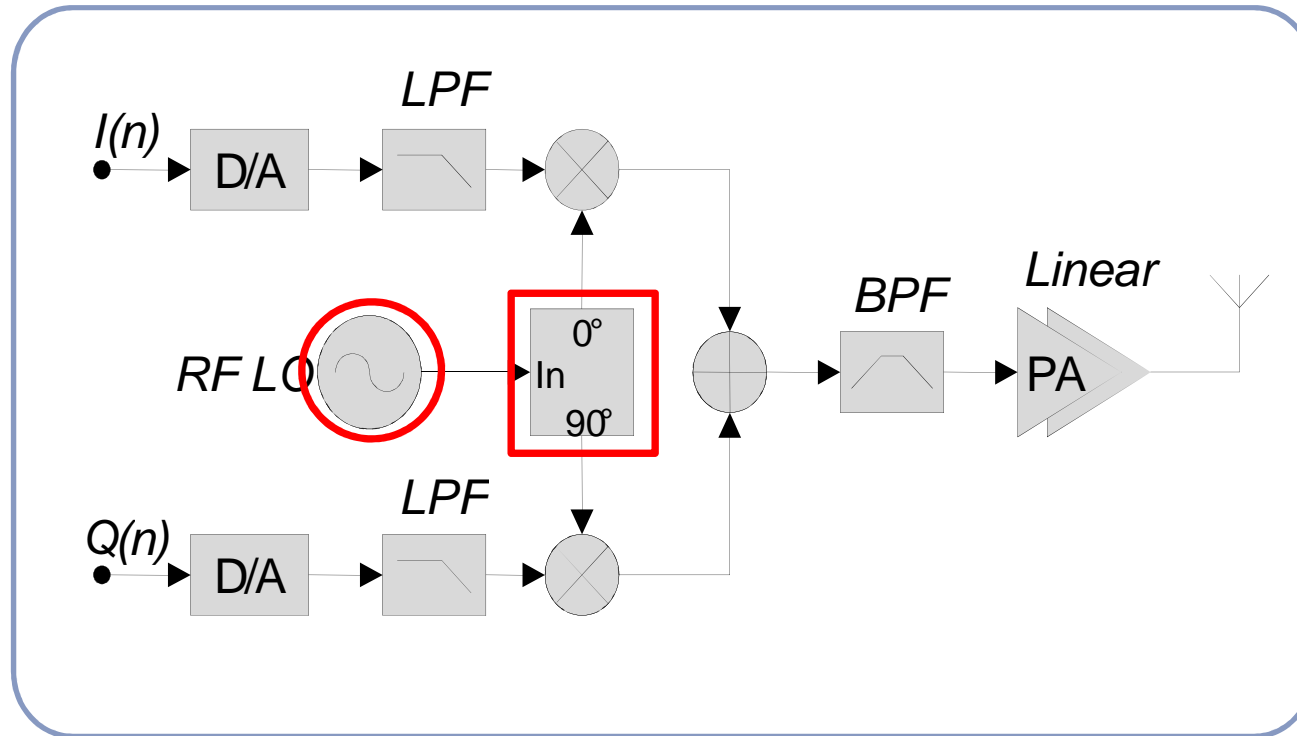 LPF
I(n)
D/A
Linear
BPF
0°
RF LO
In
PA
90°
LPF
Q(n)
D/A